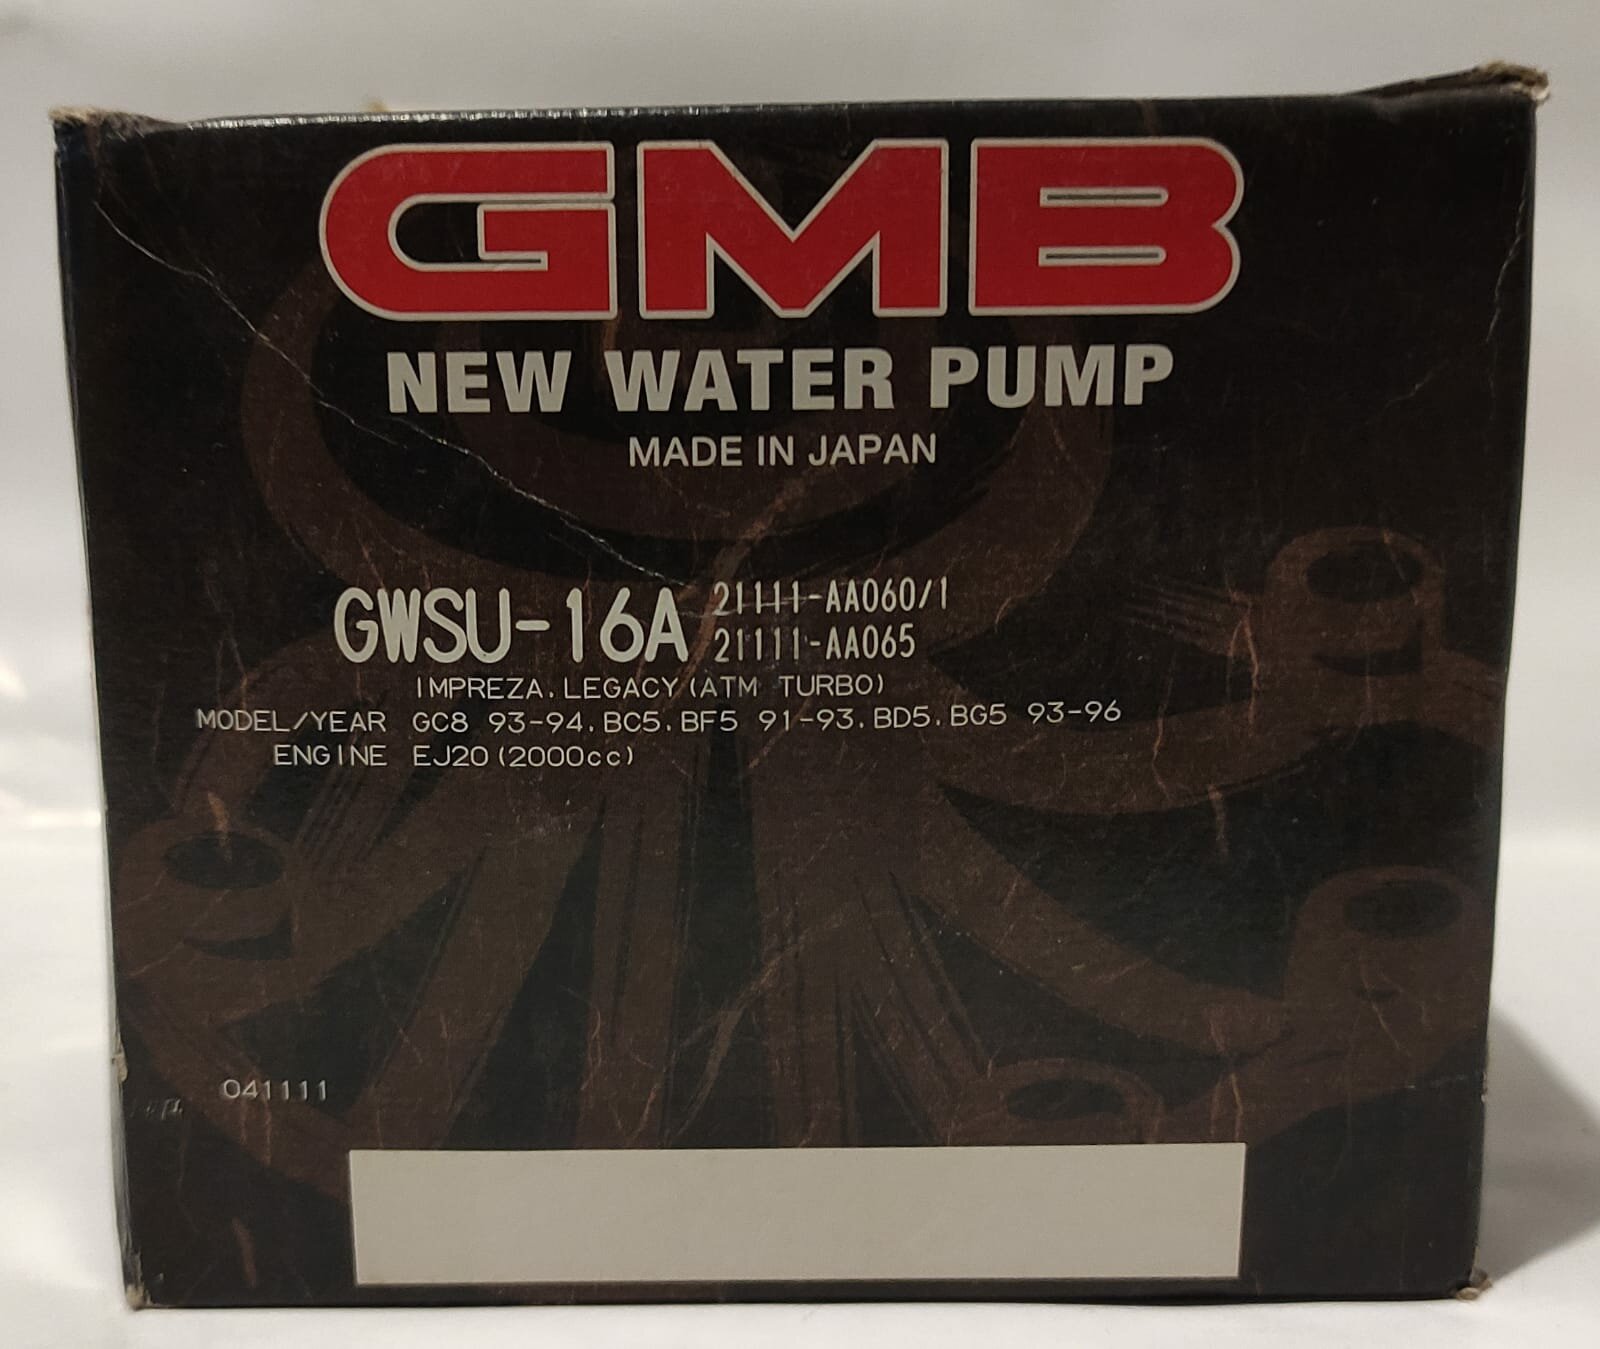 GMB
NEW WATER PUMP
MADE IN JAPAN
GWSU-16A 21111-AA060/1
21111-AA065
IMPREZA.LEGACY(ATM TURBO)
MODEL/YEAR GC8 93-94.BC5.BF5 91-93.BD5.BG5 93-96
ENGINE EJ20(2000cc)
041111